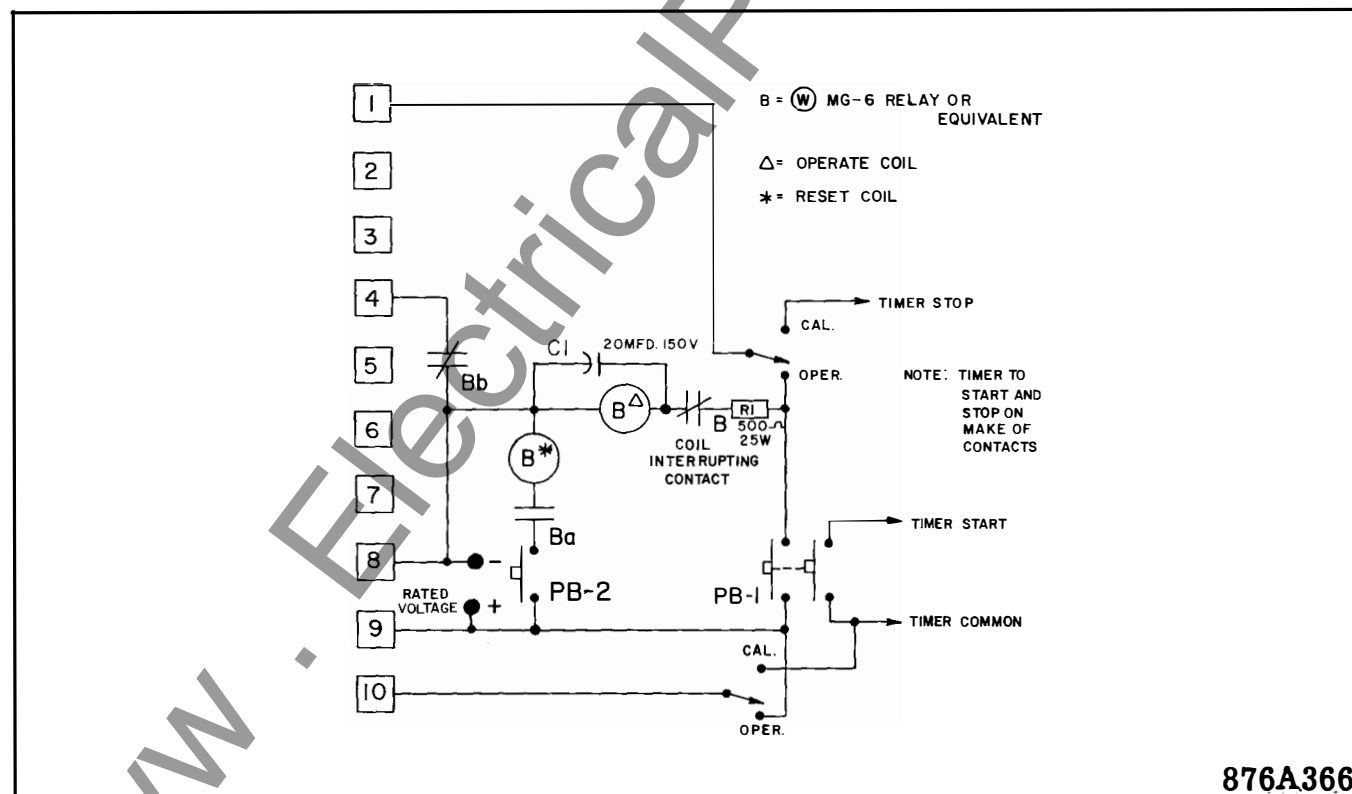 www.ElectricalP
1
2
3
4
5
6
7
8
9
10
B = (W) MG-6 RELAY OR
EQUIVALENT
△= OPERATE COIL
*= RESET COIL
TIMER STOP
CAL.
OPER.
NOTE: TIMER TO
START AND
STOP ON
MAKE OF
CONTACTS
C1
20MFD. 150V
Bb
B△
B
R1
500
25W
COIL
INTERRUPTING
CONTACT
B*
Ba
TIMER START
-
PB-2
PB-1
RATED
VOLTAGE
+
TIMER COMMON
CAL.
OPER.
876A366